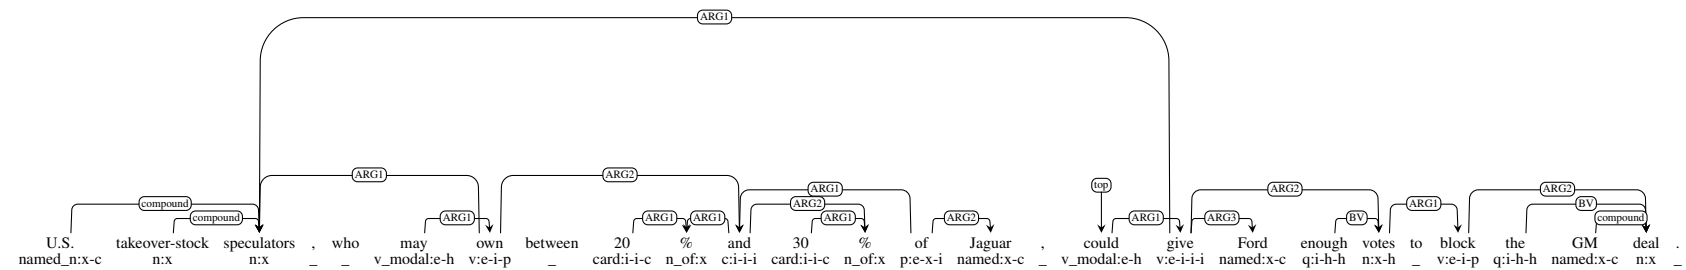 ARG1
ARG1 ARG2
top ARG1
compound ARG2 BV
compound ARG1 ARG1 ARG1 ARG1 ARG2 ARG1 ARG3 BV ARG1 compound
ARG2
U.S. takeover-stock speculators , who may own between 20 % and 30 % of Jaguar , could give Ford enough votes to block the GM deal .
named_n:x-c n:x n:x _ _ v_modal:e-h v:e-i-p _ card:i-i-c n_of:x c:i-i-i card:i-i-c n_of:x p:e-x-i named:x-c _ v_modal:e-h v:e-i-i-i named:x-c q:i-h-h n:x-h _ v:e-i-p q:i-h-h named:x-c n:x _